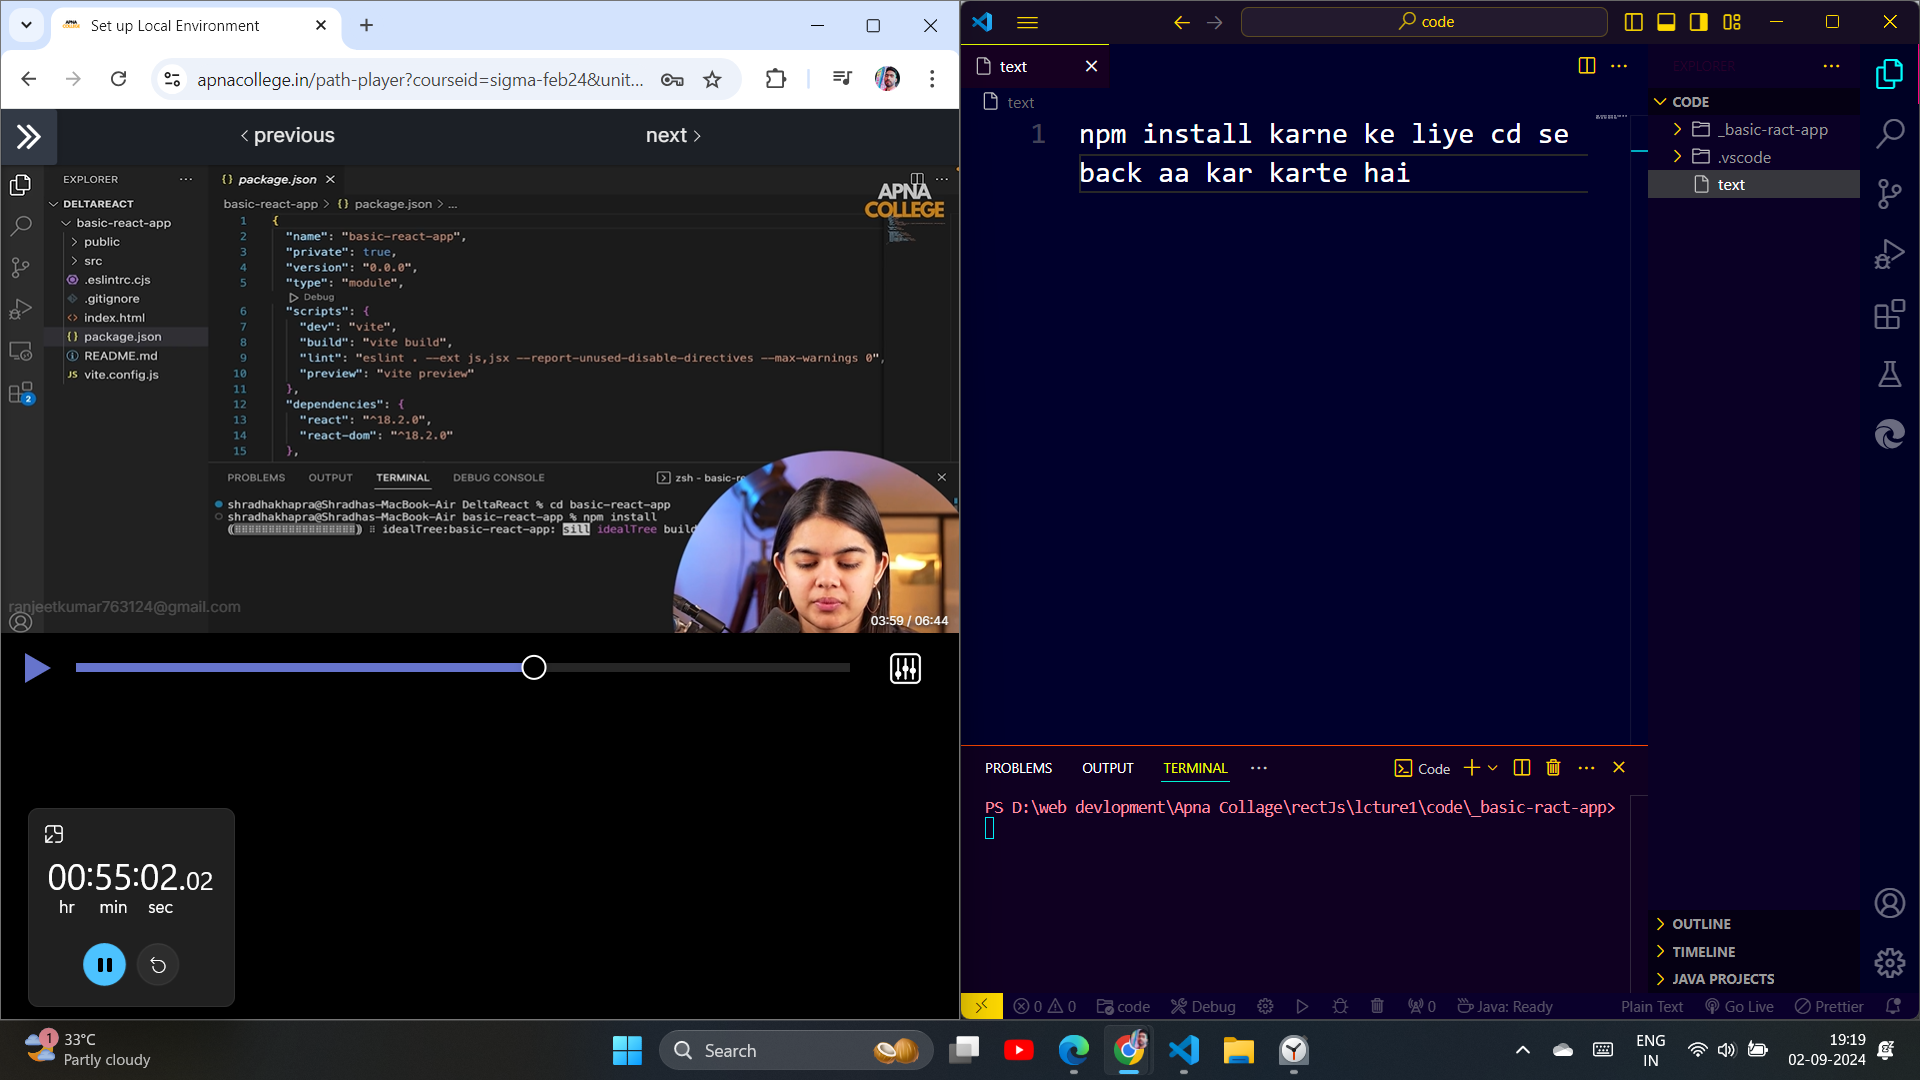 Set up Local Environment
apnacollege.in/path-player?courseid=sigma-feb24&unit...
previous
next
EXPLORER
DELTAREACT
basic-react-app
public
src
.eslintrc.cjs
.gitignore
index.html
package.json
README.md
JS vite.config.js
2
{} package.json
basic-react-app > {} package.json > ...
APNA
COLLEGE
1 {
2 "name": "basic-react-app",
3 "private": true,
4 "version": "0.0.0",
5 "type": "module",
Debug
6 "scripts": {
7 "dev": "vite",
8 "build": "vite build",
9 "lint": "eslint . --ext js,jsx --report-unused-disable-directives --max-warnings 0",
10 "preview": "vite preview"
11 },
12 "dependencies": {
13 "react": "^18.2.0",
14 "react-dom": "^18.2.0"
15 },
PROBLEMS OUTPUT TERMINAL DEBUG CONSOLE
zsh - basic-re
shradhakhapra@Shradhas-MacBook-Air DeltaReact % cd basic-react-app
shradhakhapra@Shradhas-MacBook-Air basic-react-app % npm install
idealTree:basic-react-app: sill idealTree build
ranjeetkumar763124@gmail.com
03:59 / 06:44
00:55:02.02
hr min sec
code
text
text
1 npm install karne ke liye cd se
back aa kar karte hai
EXPLORER
CODE
_basic-ract-app
.vscode
text
PROBLEMS OUTPUT TERMINAL ...
Code
PS D:\web devlopment\Apna Collage\rectJs\lcture1\code\_basic-ract-app>
OUTLINE
TIMELINE
JAVA PROJECTS
0 0 code Debug 0 Java: Ready Plain Text Go Live Prettier
1
33°C
Partly cloudy
Search
ENG
IN
19:19
02-09-2024